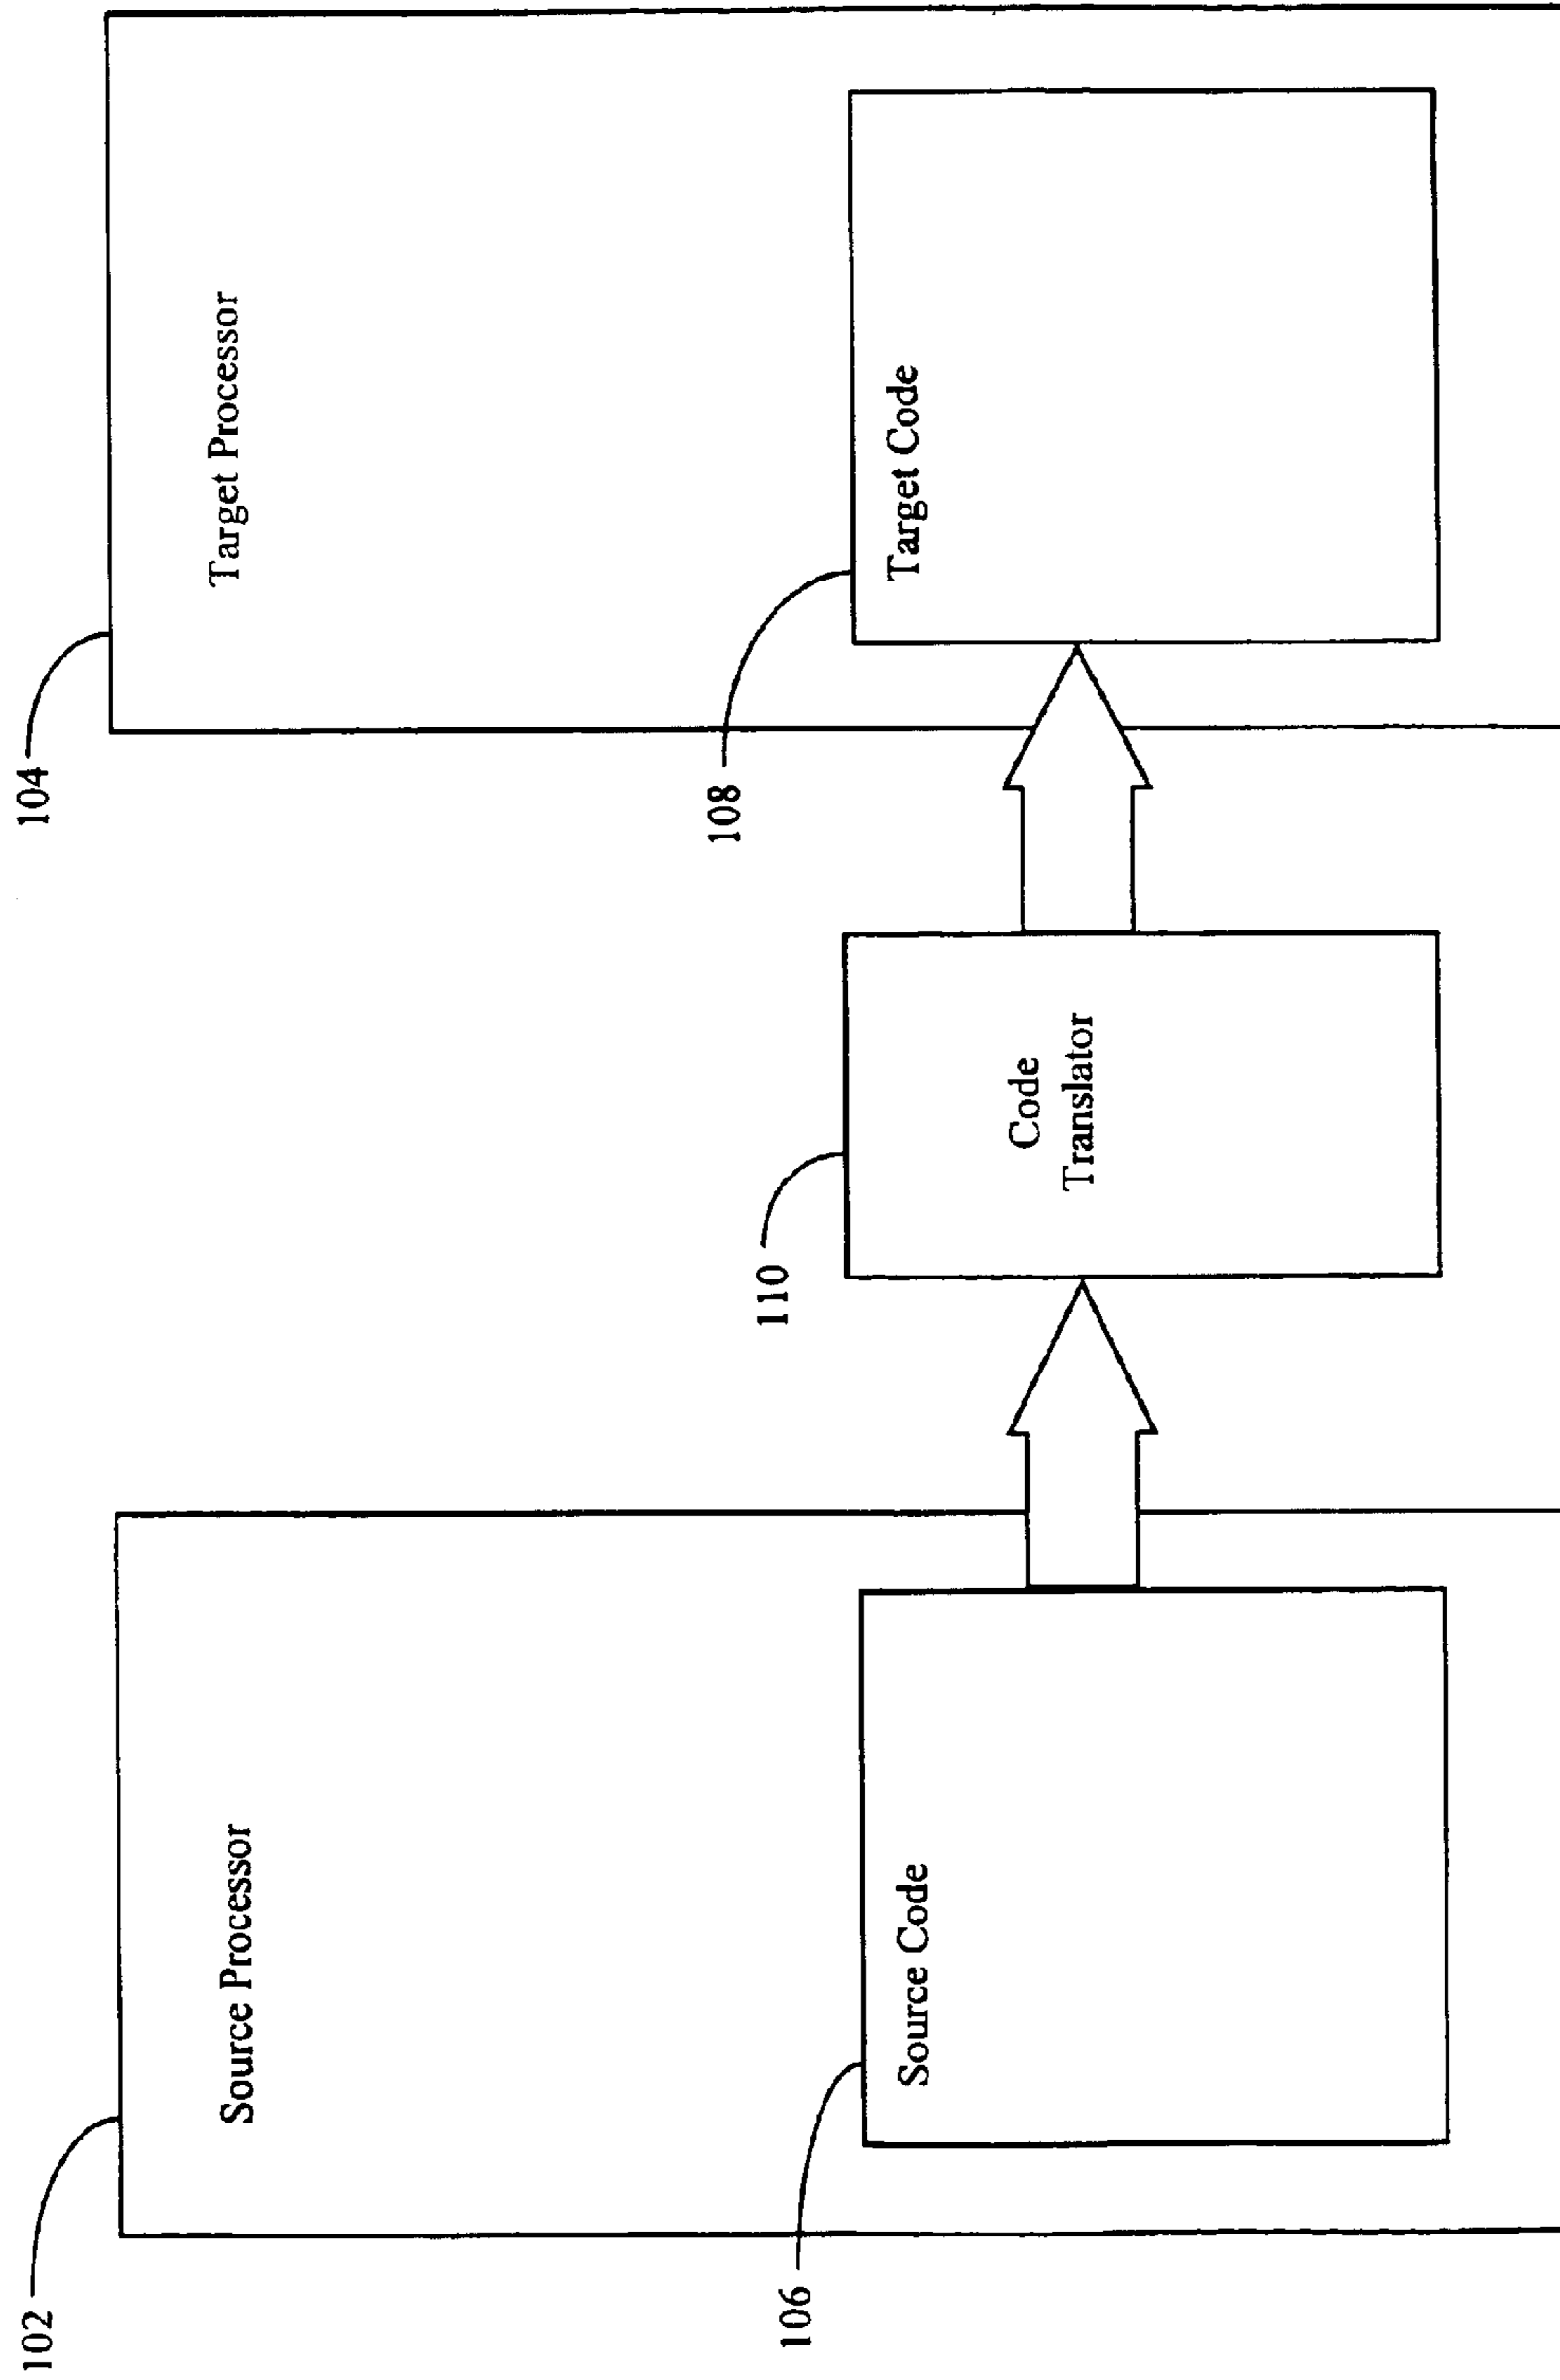 102
Source Processor
106
Source Code
110
Code
Translator
104
Target Processor
108
Target Code